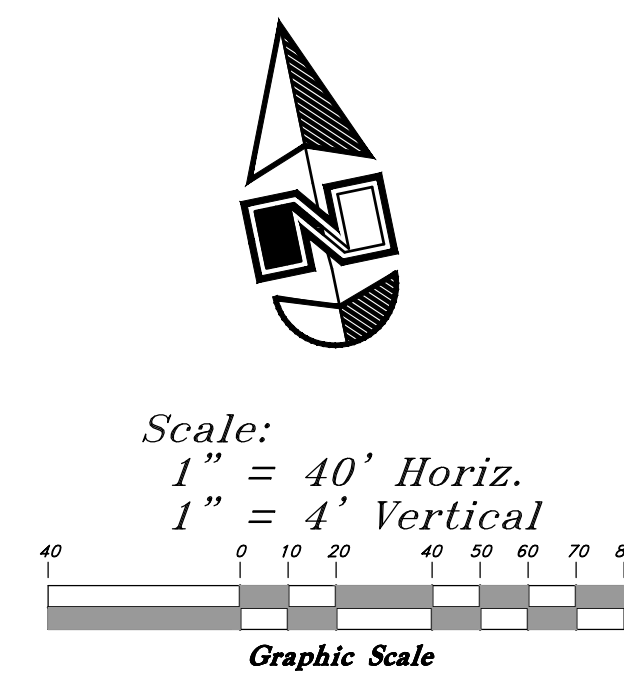 N
Scale:
1” = 40’ Horiz.
1” = 4’ Vertical
40 0 10 20 40 50 60 70
Graphic Scale